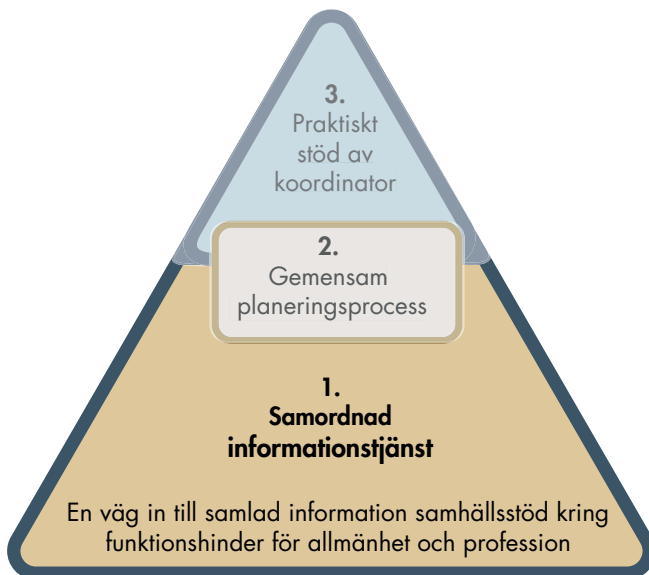 3.
Praktiskt
stöd av
koordinator
2.
Gemensam
planeringsprocess
1.
Samordnad
informationstjänst
En väg in till samlad information samhällsstöd kring
funktionshinder för allmänhet och profession